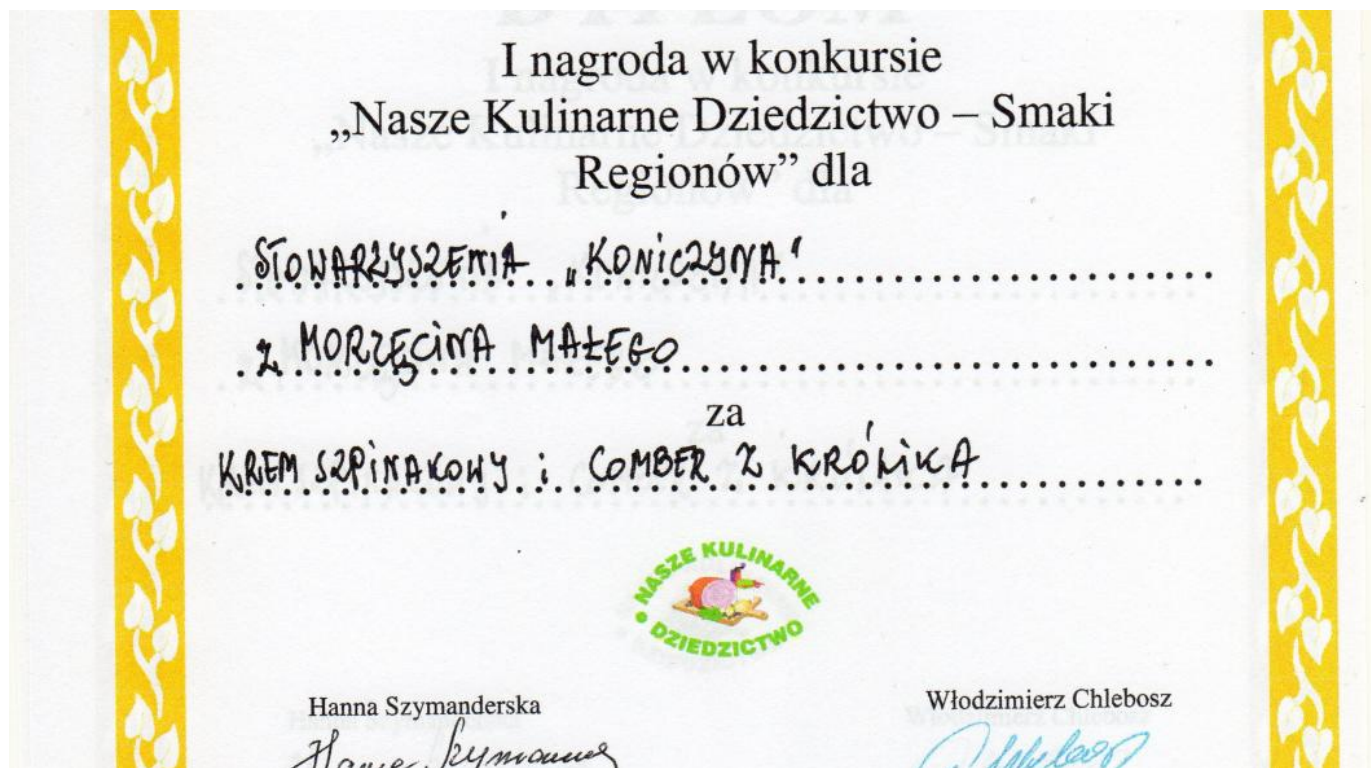 DYPLOM
I nagroda w konkursie
„Nasze Kulinarne Dziedzictwo – Smaki
Regionów” dla
STOWARZYSZENIA „KONICZYNA”
z MORZĘCINA MAŁEGO
za
KREM SZPINAKOWY i COMBER Z KRÓLIKA
NASZE KULINARNE
DZIEDZICTWO
Hanna Szymanderska
Włodzimierz Chlebosz